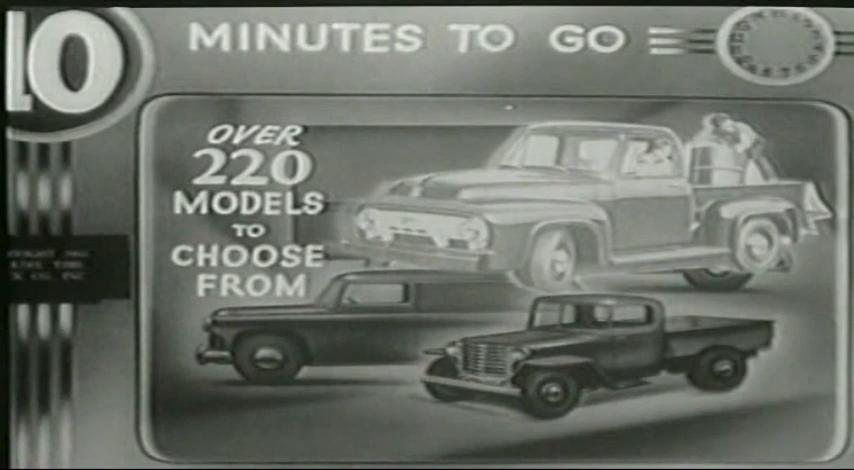 10
MINUTES TO GO
OVER
220
MODELS
TO
CHOOSE
FROM